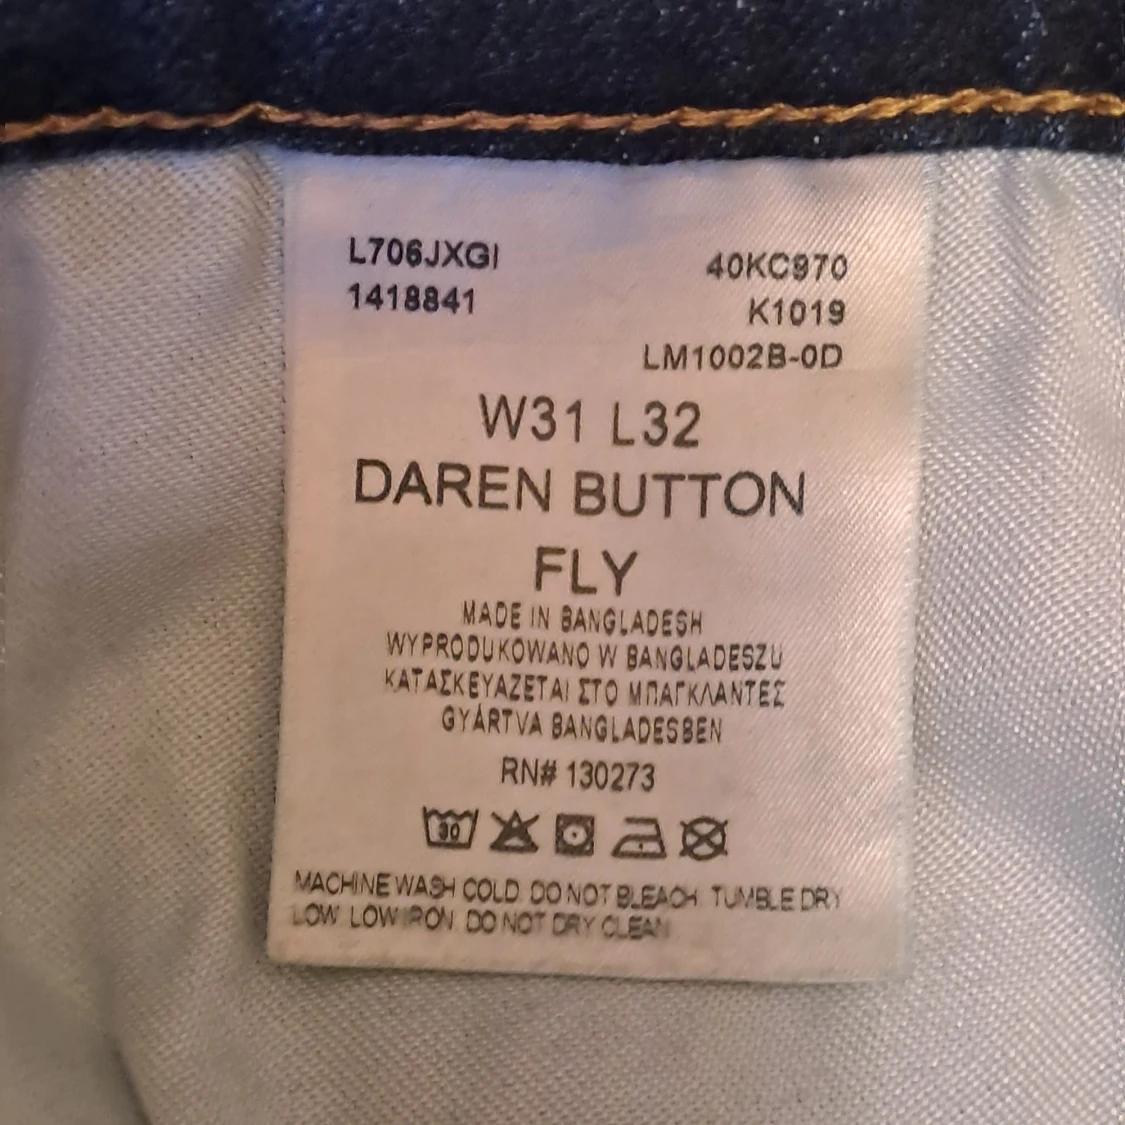 L706JXGI
1418841
40KC970
K1019
LM1002B-0D
W31 L32
DAREN BUTTON
FLY
MADE IN BANGLADESH
WYPRODUKOWANO W BANGLADESZU
ΚΑΤΑΣΚΕΥΑΖΕΤΑΙ ΣΤΟ ΜΠΑΓΚΛΑΝΤΕΣ
GYÁRTVA BANGLADESBEN
RN# 130273
30
MACHINE WASH COLD. DO NOT BLEACH. TUMBLE DRY
LOW. LOW IRON. DO NOT DRY CLEAN